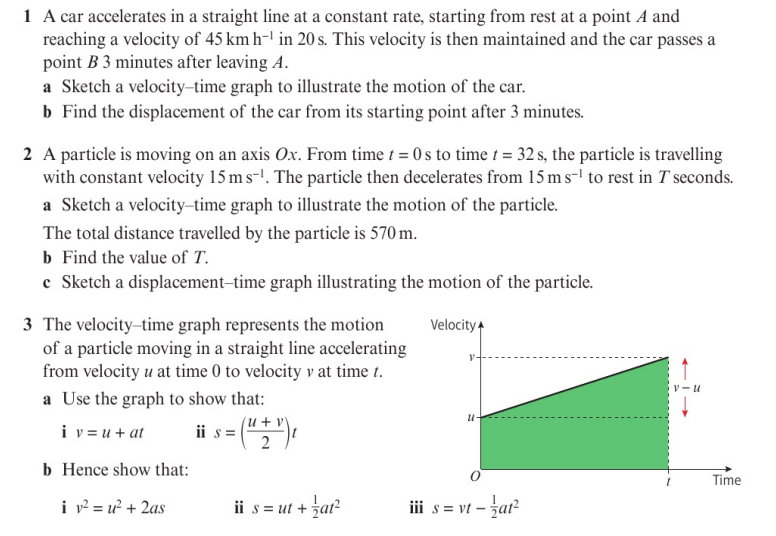 1 A car accelerates in a straight line at a constant rate, starting from rest at a point A and
reaching a velocity of 45 km h⁻¹ in 20 s. This velocity is then maintained and the car passes a
point B 3 minutes after leaving A.
a Sketch a velocity–time graph to illustrate the motion of the car.
b Find the displacement of the car from its starting point after 3 minutes.
2 A particle is moving on an axis Ox. From time t = 0 s to time t = 32 s, the particle is travelling
with constant velocity 15 m s⁻¹. The particle then decelerates from 15 m s⁻¹ to rest in T seconds.
a Sketch a velocity–time graph to illustrate the motion of the particle.
The total distance travelled by the particle is 570 m.
b Find the value of T.
c Sketch a displacement–time graph illustrating the motion of the particle.
3 The velocity–time graph represents the motion
of a particle moving in a straight line accelerating
from velocity u at time 0 to velocity v at time t.
a Use the graph to show that:
i v = u + at ii s = ((u + v)/2)t
b Hence show that:
i v² = u² + 2as ii s = ut + ½at² iii s = vt − ½at²
Velocity
v
v − u
u
O
t
Time